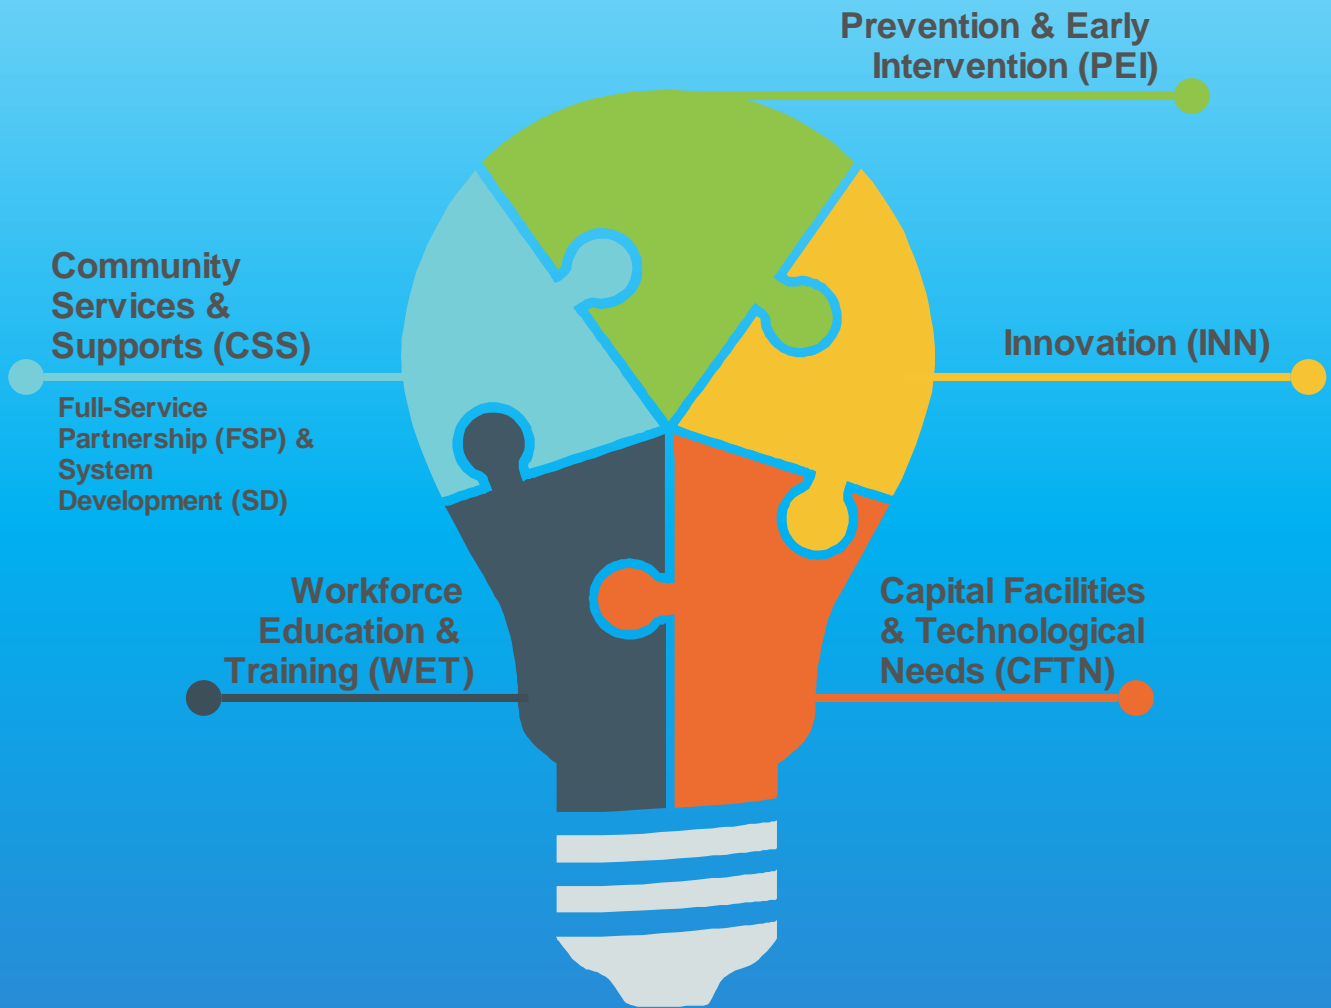 Prevention & Early
Intervention (PEI)
Community
Services &
Supports (CSS)
Full-Service
Partnership (FSP) &
System
Development (SD)
Innovation (INN)
Workforce
Education &
Training (WET)
Capital Facilities
& Technological
Needs (CFTN)